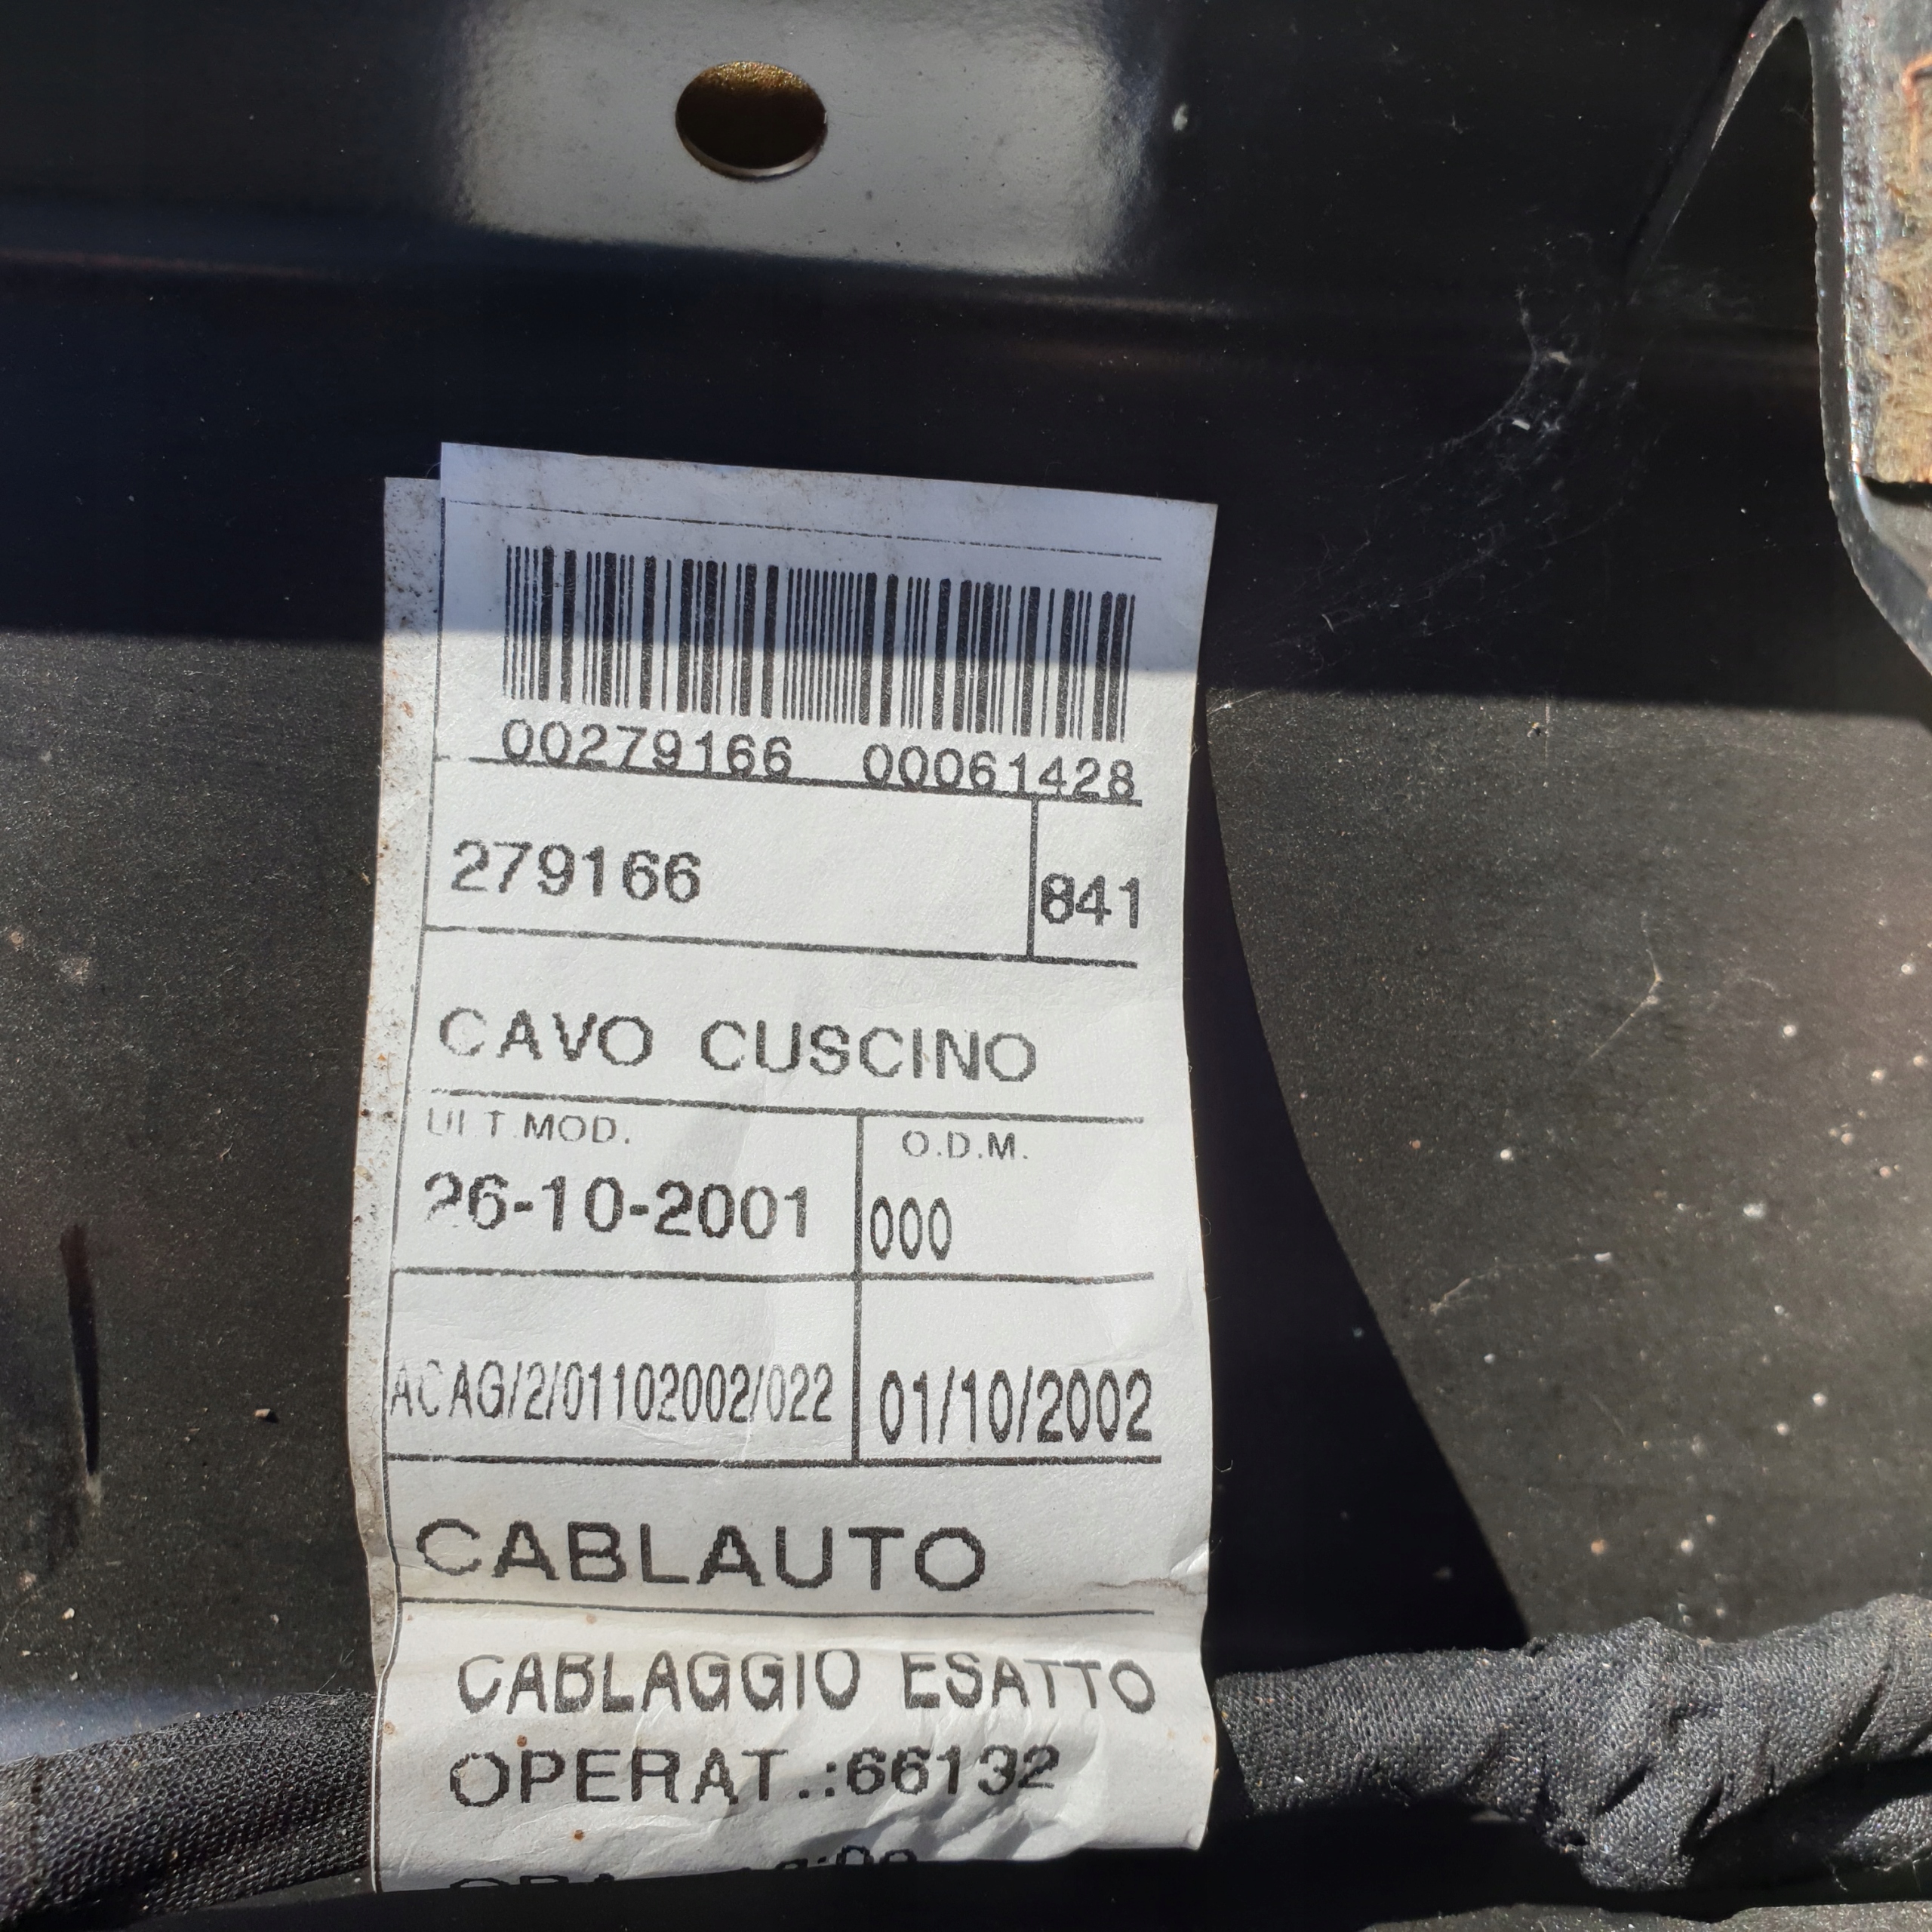 00279166 00061428
279166 841
CAVO CUSCINO
ULT.MOD. O.D.M.
26-10-2001 000
ACAG/2/01102002/022 01/10/2002
CABLAUTO
CABLAGGIO ESATTO
OPERAT.:66132